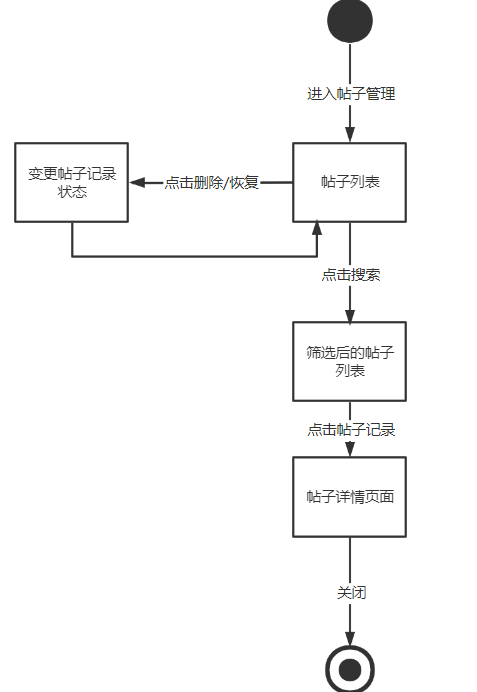 进入帖子管理
变更帖子记录
状态
点击删除/恢复
帖子列表
点击搜索
筛选后的帖子
列表
点击帖子记录
帖子详情页面
关闭